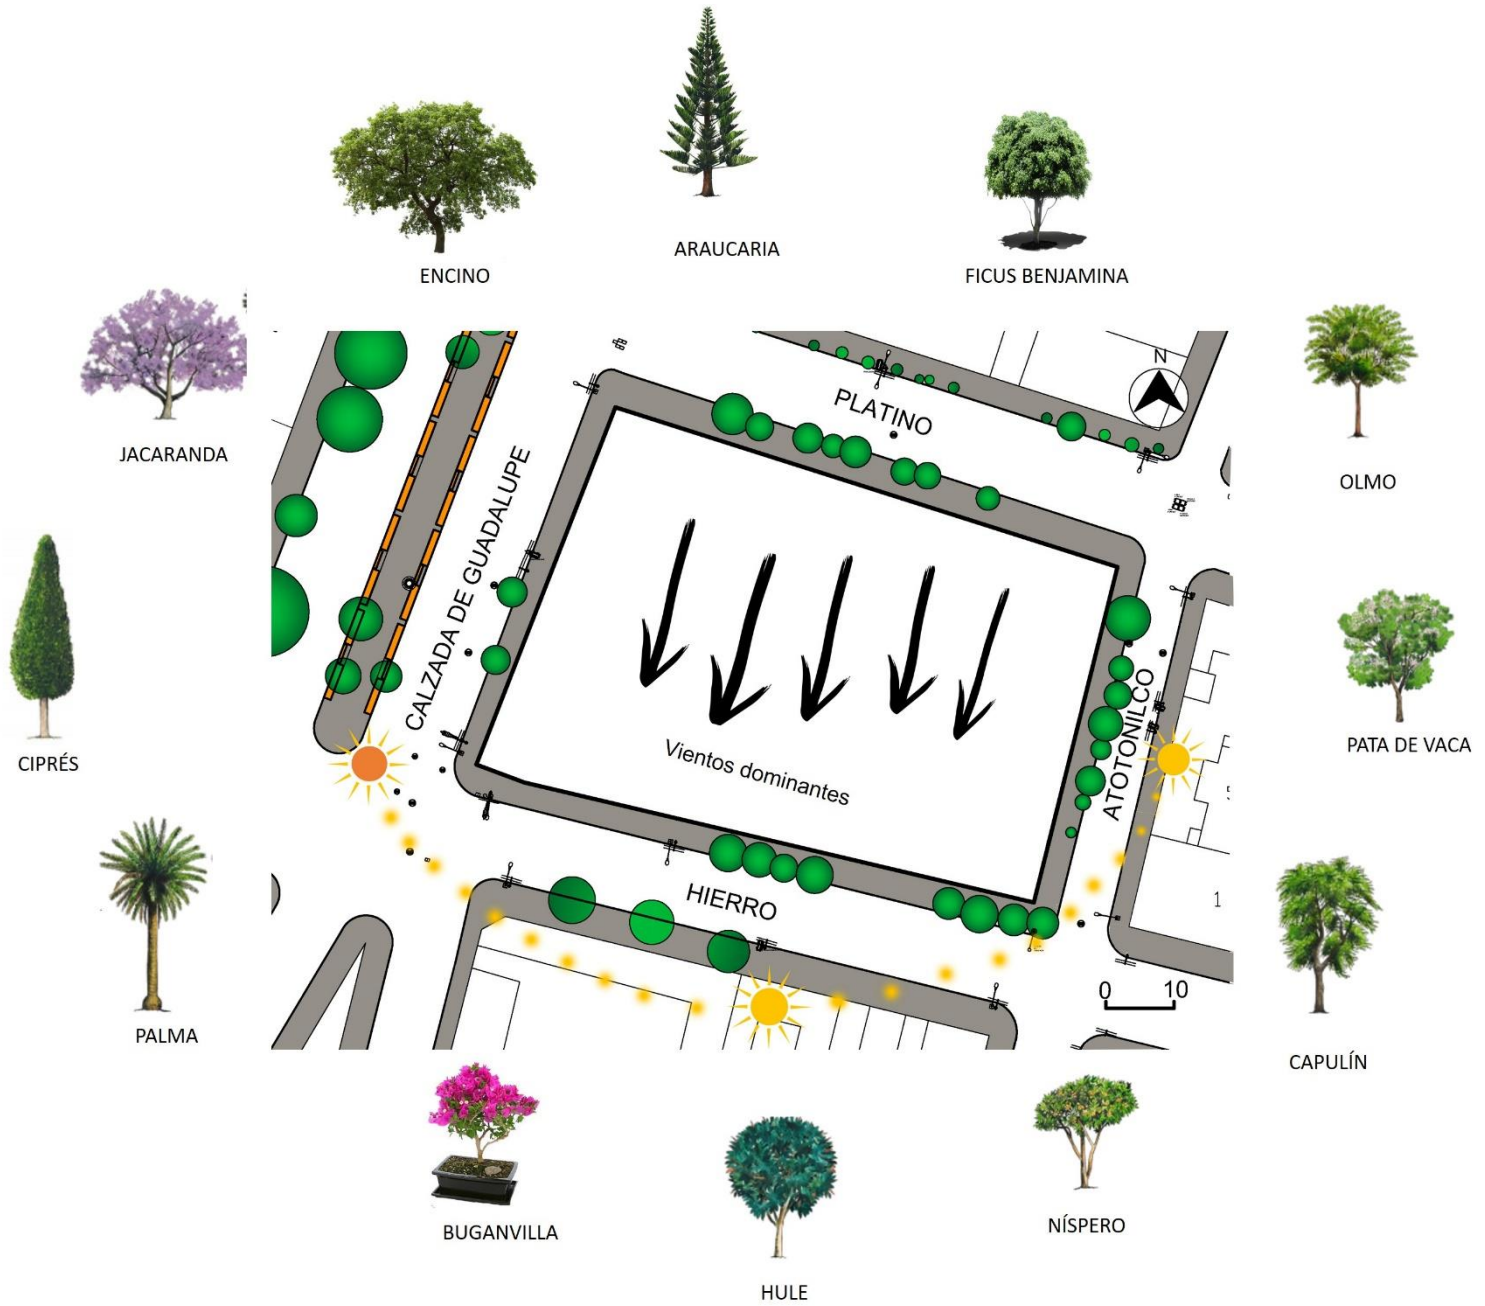 ARAUCARIA
ENCINO
FICUS BENJAMINA
JACARANDA
OLMO
N
PLATINO
CALZADA DE GUADALUPE
CIPRÉS
PATA DE VACA
ATOTONILCO
Vientos dominantes
HIERRO
1
0 10
PALMA
CAPULÍN
BUGANVILLA
NÍSPERO
HULE